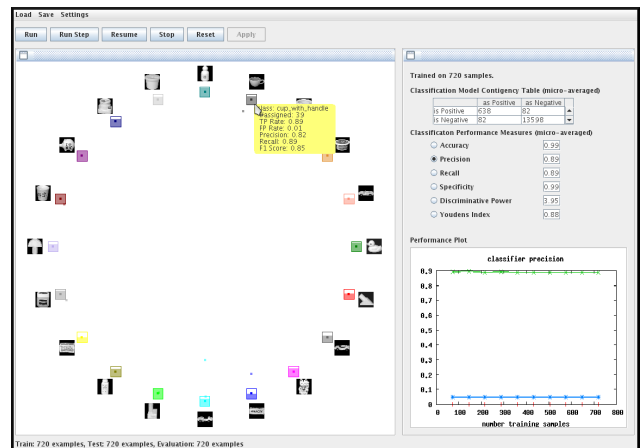 Load Save Settings
Run Run Step Resume Stop Reset Apply
Class: cup_with_handle
assigned: 39
TP Rate: 0.89
FP Rate: 0.01
Precision: 0.82
Recall: 0.89
F1 Score: 0.85
Trained on 720 samples.
Classification Model Contigency Table (micro-averaged)
as Positive as Negative
is Positive 638 82
is Negative 82 13598
Classificaton Performance Measures (micro-averaged)
Accuracy 0.99
Precision 0.89
Recall 0.89
Specificity 0.99
Discriminative Power 3.95
Youdens Index 0.88
Performance Plot
classifier precision
0.9
0.8
0.7
0.6
0.5
0.4
0.3
0.2
0.1
0
0 100 200 300 400 500 600 700 800
number training samples
Train: 720 examples, Test: 720 examples, Evaluation: 720 examples